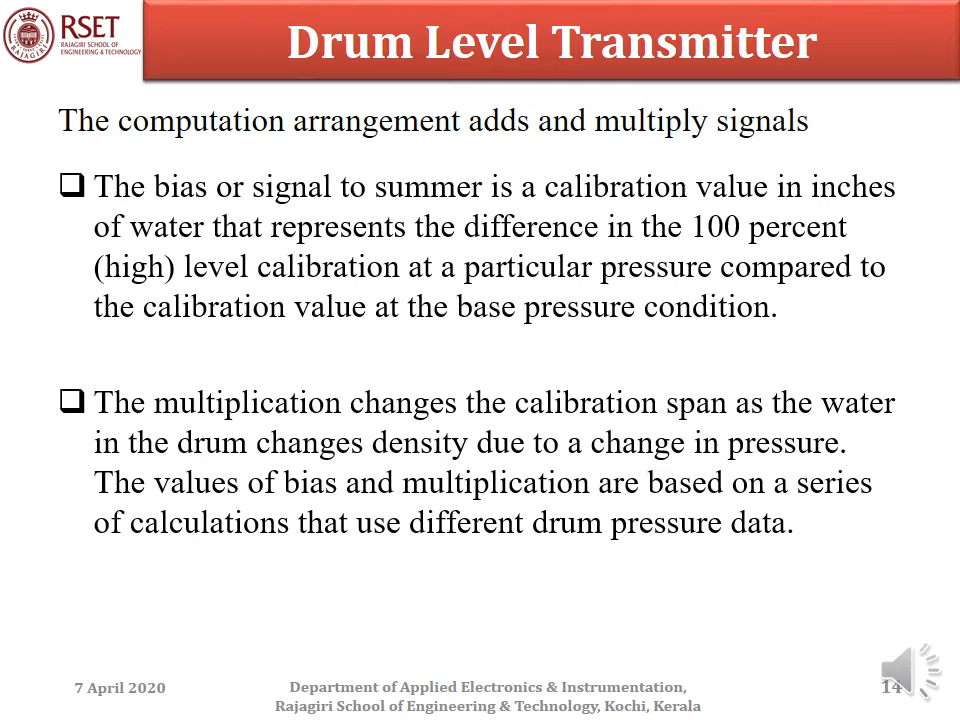 RSET
RAJAGIRI SCHOOL OF
ENGINEERING & TECHNOLOGY
Drum Level Transmitter
The computation arrangement adds and multiply signals
The bias or signal to summer is a calibration value in inches
of water that represents the difference in the 100 percent
(high) level calibration at a particular pressure compared to
the calibration value at the base pressure condition.
The multiplication changes the calibration span as the water
in the drum changes density due to a change in pressure.
The values of bias and multiplication are based on a series
of calculations that use different drum pressure data.
7 April 2020
Department of Applied Electronics & Instrumentation,
Rajagiri School of Engineering & Technology, Kochi, Kerala
14